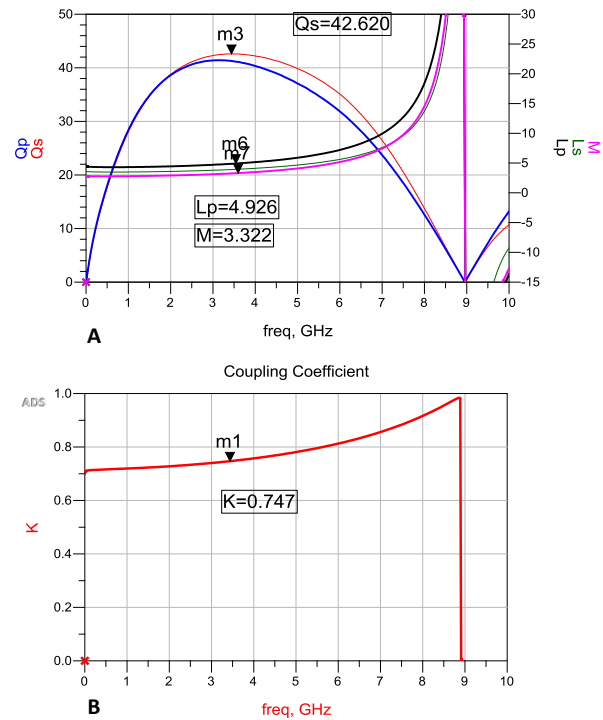 Qs=42.620
m3
50
40
30
20
10
0
Qp
Qs
m6
m7
Lp=4.926
M=3.322
30
25
20
15
10
5
0
-5
-10
-15
M
Ls
Lp
0 1 2 3 4 5 6 7 8 9 10
freq, GHz
A
Coupling Coefficient
ADS
1.0
0.8
0.6
0.4
0.2
0.0
K
m1
K=0.747
0 1 2 3 4 5 6 7 8 9 10
freq, GHz
B